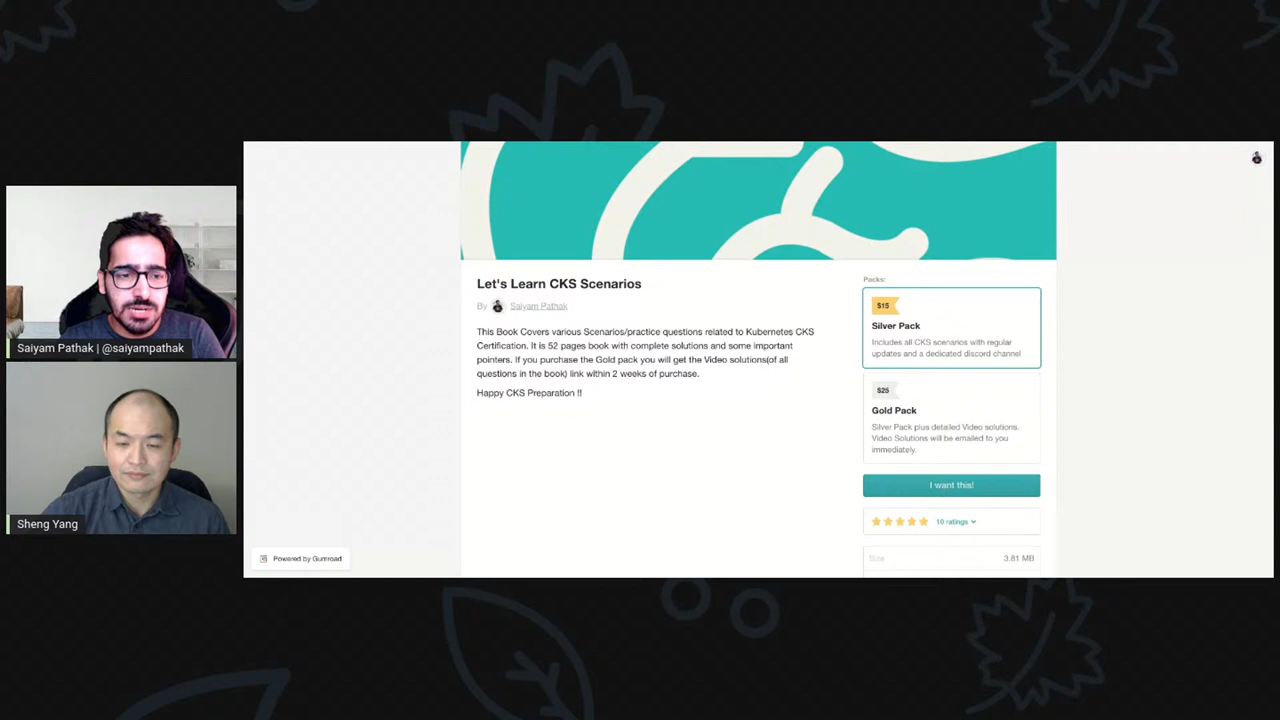 Saiyam Pathak | @saiyampathak
Sheng Yang
Let's Learn CKS Scenarios
By Saiyam Pathak
This Book Covers various Scenarios/practice questions related to Kubernetes CKS
Certification. It is 52 pages book with complete solutions and some important
pointers. If you purchase the Gold pack you will get the Video solutions(of all
questions in the book) link within 2 weeks of purchase.
Happy CKS Preparation !!
Packs:
$15
Silver Pack
Includes all CKS scenarios with regular
updates and a dedicated discord channel
$25
Gold Pack
Silver Pack plus detailed Video solutions.
Video Solutions will be emailed to you
immediately.
I want this!
10 ratings
Size 3.81 MB
Powered by Gumroad